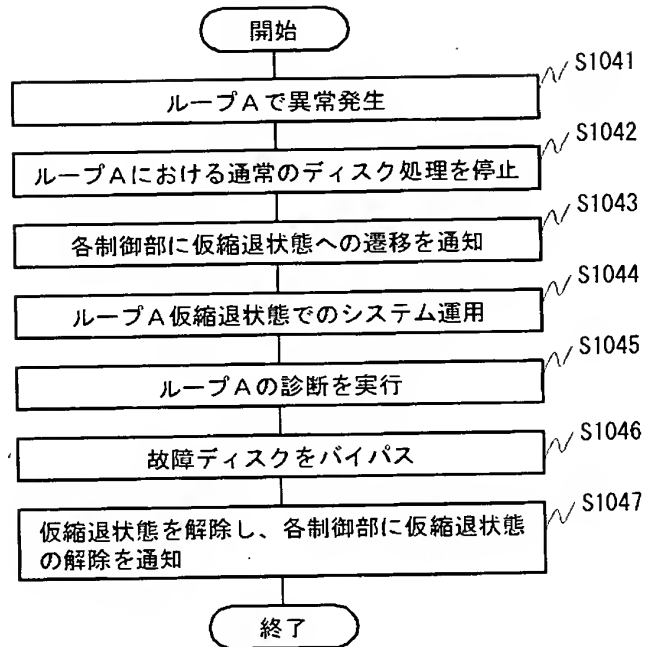 開始
S1041
ループAで異常発生
S1042
ループAにおける通常のディスク処理を停止
S1043
各制御部に仮縮退状態への遷移を通知
S1044
ループA仮縮退状態でのシステム運用
S1045
ループAの診断を実行
S1046
故障ディスクをバイパス
S1047
仮縮退状態を解除し、各制御部に仮縮退状態
の解除を通知
終了